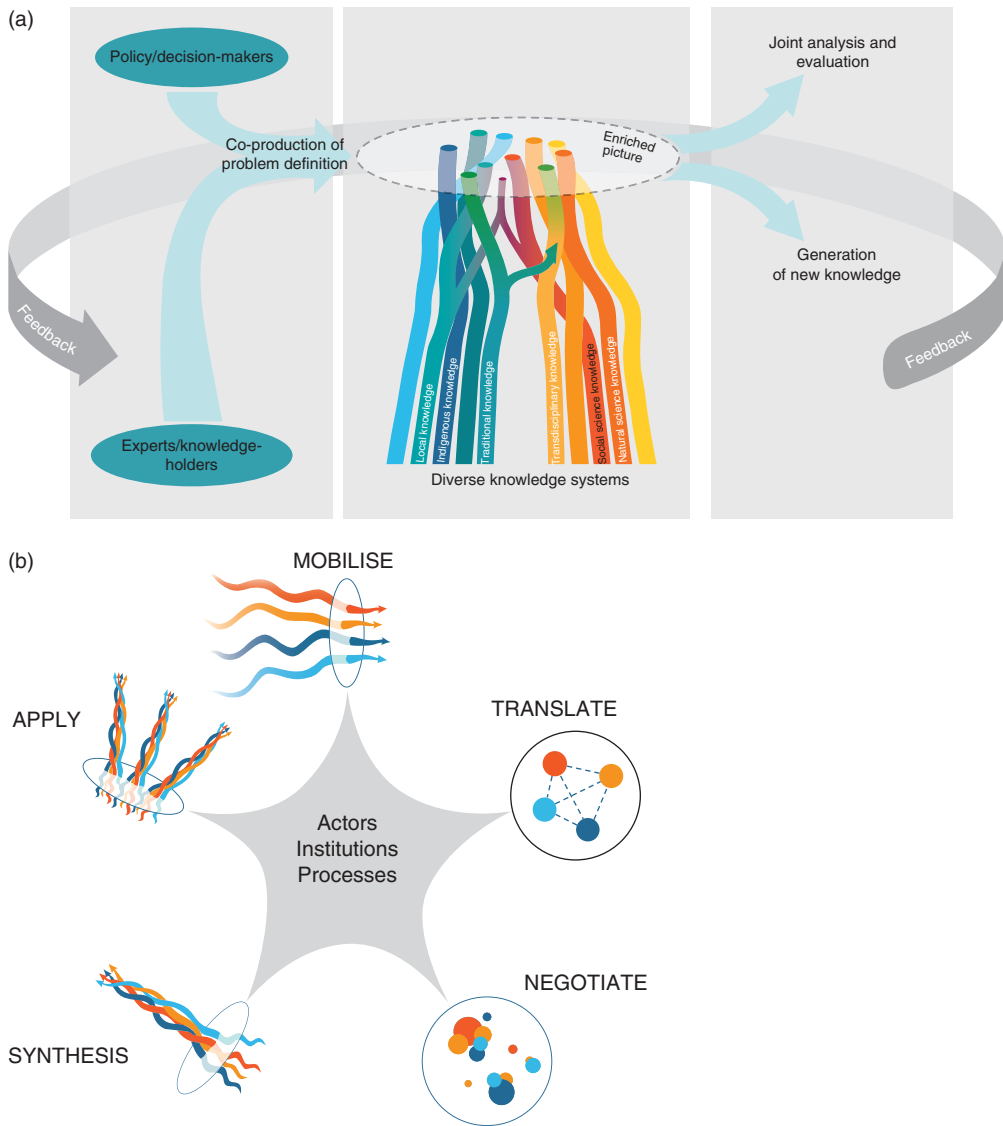 (a)
Policy/decision-makers
Co-production of
problem definition
Experts/knowledge-
holders
Feedback
Enriched
picture
Local knowledge
Indigenous knowledge
Traditional knowledge
Transdisciplinary knowledge
Social science knowledge
Natural science knowledge
Diverse knowledge systems
Joint analysis and
evaluation
Generation
of new knowledge
Feedback
(b)
MOBILISE
TRANSLATE
APPLY
Actors
Institutions
Processes
NEGOTIATE
SYNTHESIS